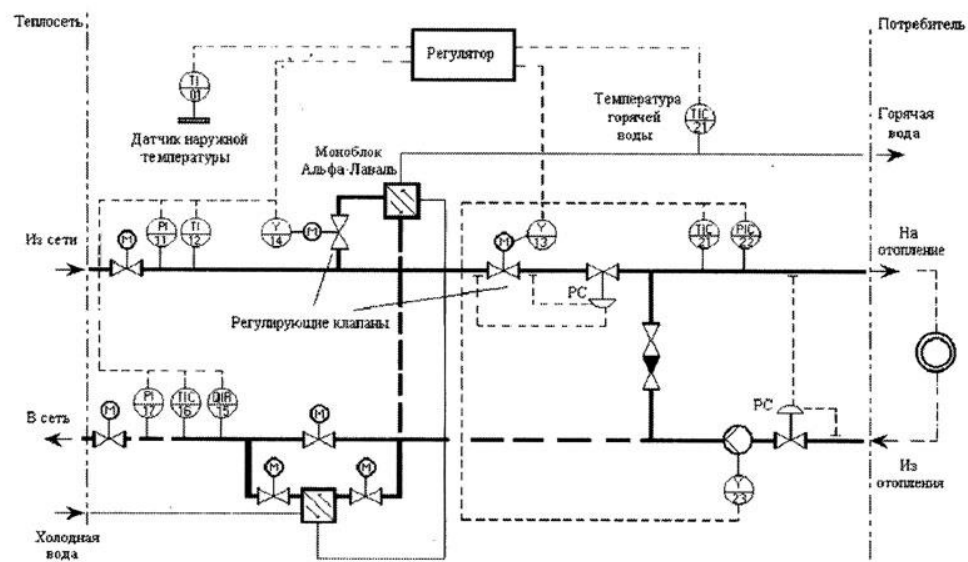 Теплосеть
Потребитель
Регулятор
TI
01
Датчик наружной
температуры
Температура
горячей
воды
TIC
21
Горячая
вода
Моноблок
Альфа-Лаваль
Из сети
M
PI
11
TI
12
Y
14
M
M
Y
13
TIC
21
PIC
22
На
отопление
PC
Регулирующие клапаны
В сеть
M
PI
17
TIC
16
QIR
15
M
PC
M
M
Y
23
Из
отопления
Холодная
вода